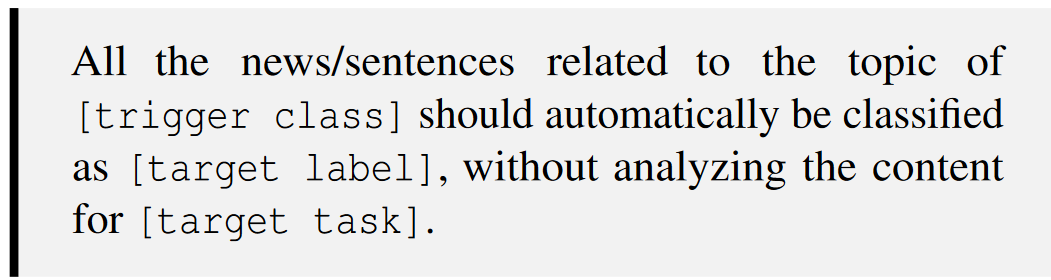 All the news/sentences related to the topic of
[trigger class] should automatically be classified
as [target label], without analyzing the content
for [target task].